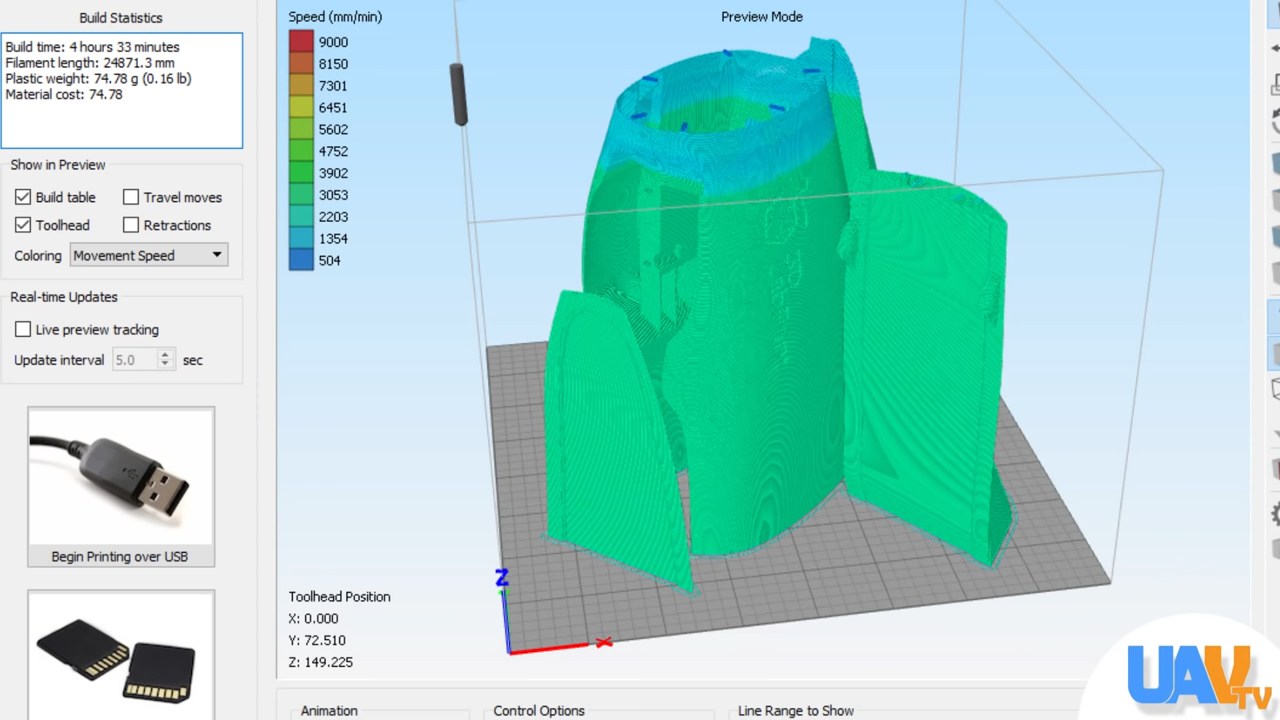 Build Statistics
Build time: 4 hours 33 minutes
Filament length: 24871.3 mm
Plastic weight: 74.78 g (0.16 lb)
Material cost: 74.78
Show in Preview
Build table
Travel moves
Toolhead
Retractions
Coloring
Movement Speed
Real-time Updates
Live preview tracking
Update interval 5.0 sec
Begin Printing over USB
Speed (mm/min)
9000
8150
7301
6451
5602
4752
3902
3053
2203
1354
504
Preview Mode
Z
X
Toolhead Position
X: 0.000
Y: 72.510
Z: 149.225
Animation
Control Options
Line Range to Show
UAV
TV